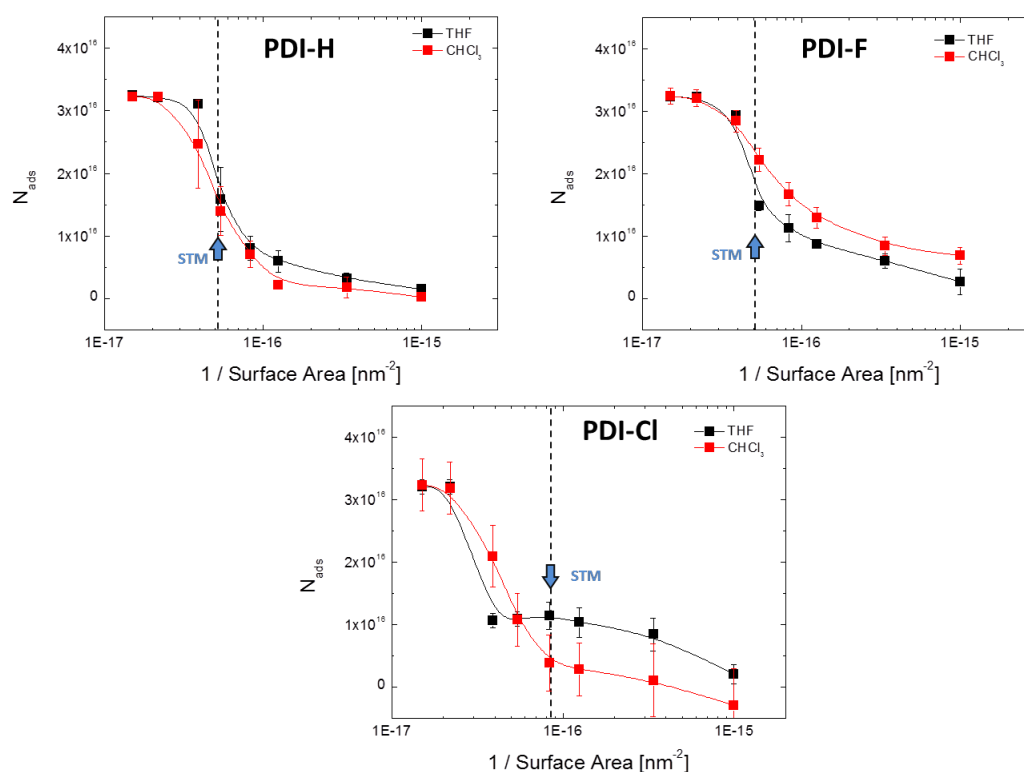 PDI-H
THF
CHCl₃
4x10¹⁶
3x10¹⁶
2x10¹⁶
1x10¹⁶
0
N_ads
STM
1E-17 1E-16 1E-15
1 / Surface Area [nm⁻²]
PDI-F
THF
CHCl₃
4x10¹⁶
3x10¹⁶
2x10¹⁶
1x10¹⁶
0
N_ads
STM
1E-17 1E-16 1E-15
1 / Surface Area [nm⁻²]
PDI-Cl
THF
CHCl₃
4x10¹⁶
3x10¹⁶
2x10¹⁶
1x10¹⁶
0
N_ads
STM
1E-17 1E-16 1E-15
1 / Surface Area [nm⁻²]